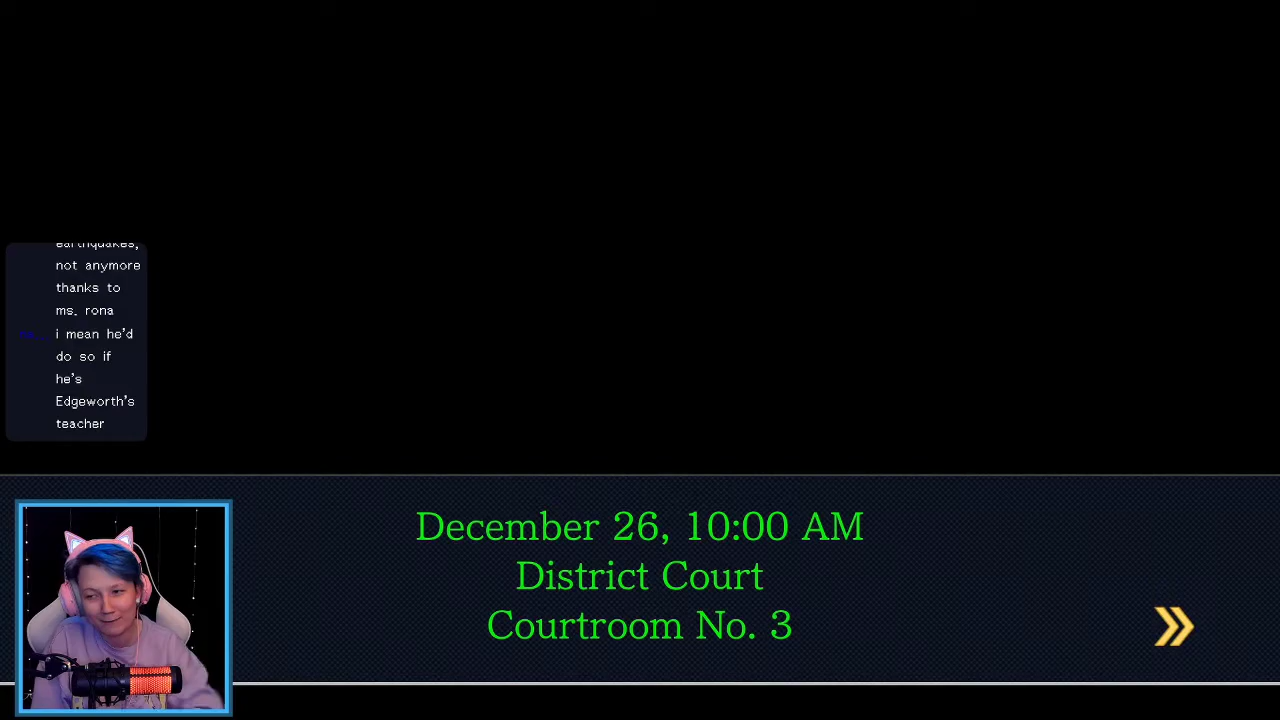 earthquakes,
not anymore
thanks to
ms. rona
i mean he'd
do so if
he's
Edgeworth's
teacher
December 26, 10:00 AM
District Court
Courtroom No. 3